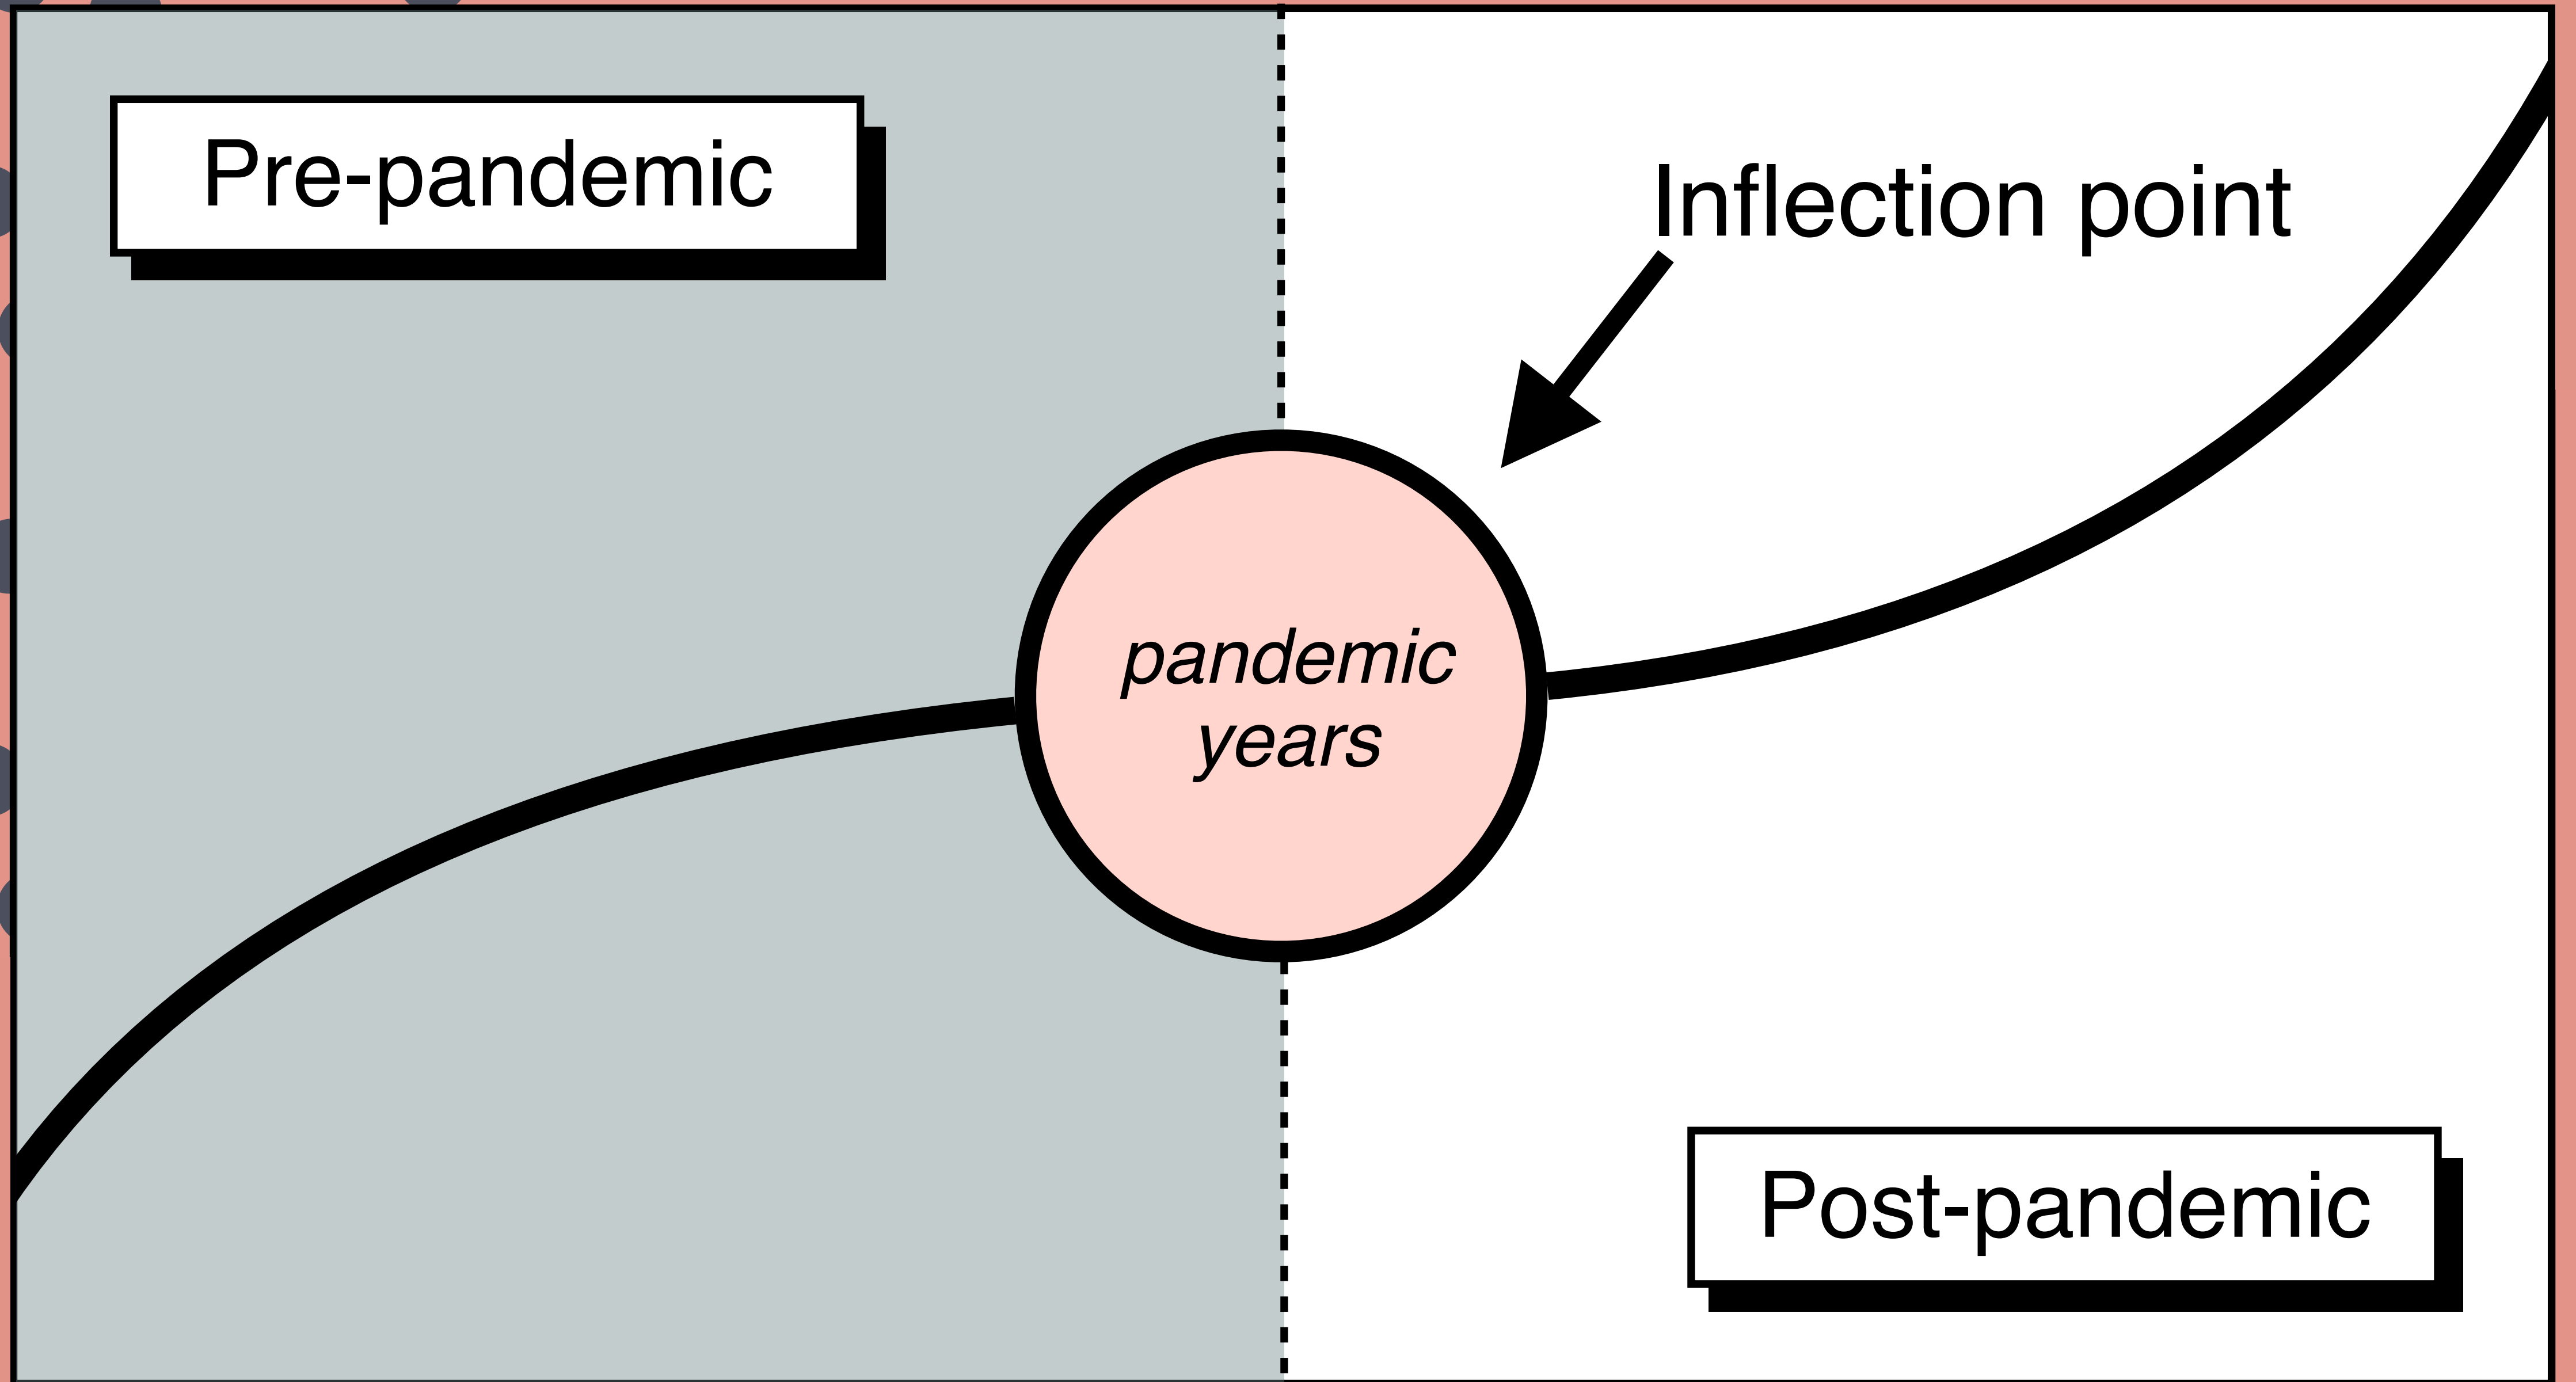 Pre-pandemic
Inflection point
pandemic
years
Post-pandemic